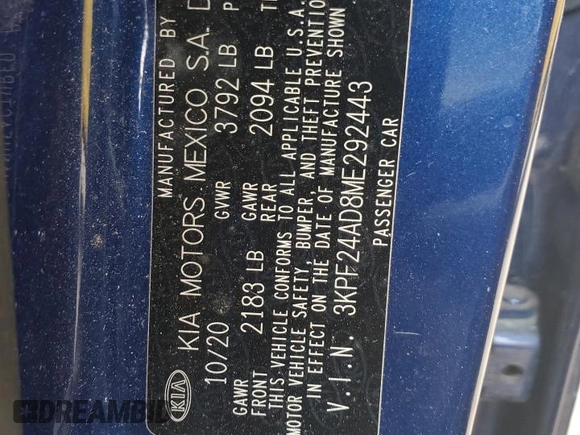 MANUFACTURED BY
KIA KIA MOTORS MEXICO S.A. D
10/20 GVWR 3792 LB P
GAWR GAWR
FRONT 2183 LB REAR 2094 LB
THIS VEHICLE CONFORMS TO ALL APPLICABLE U.S.A.
MOTOR VEHICLE SAFETY, BUMPER, AND THEFT PREVENTIO
IN EFFECT ON THE DATE OF MANUFACTURE SHOWN
V.I.N. 3KPF24AD8ME292443
PASSENGER CAR
DREAMBID